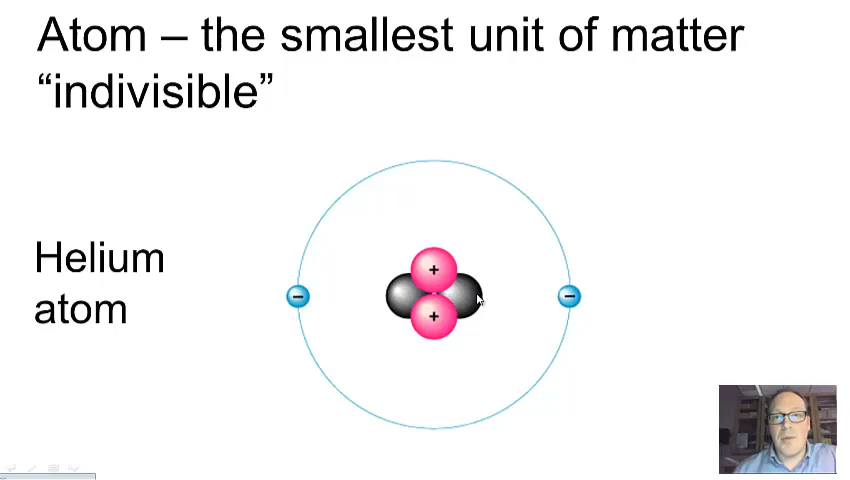 Atom – the smallest unit of matter
“indivisible”
Helium
atom
+
− −
+